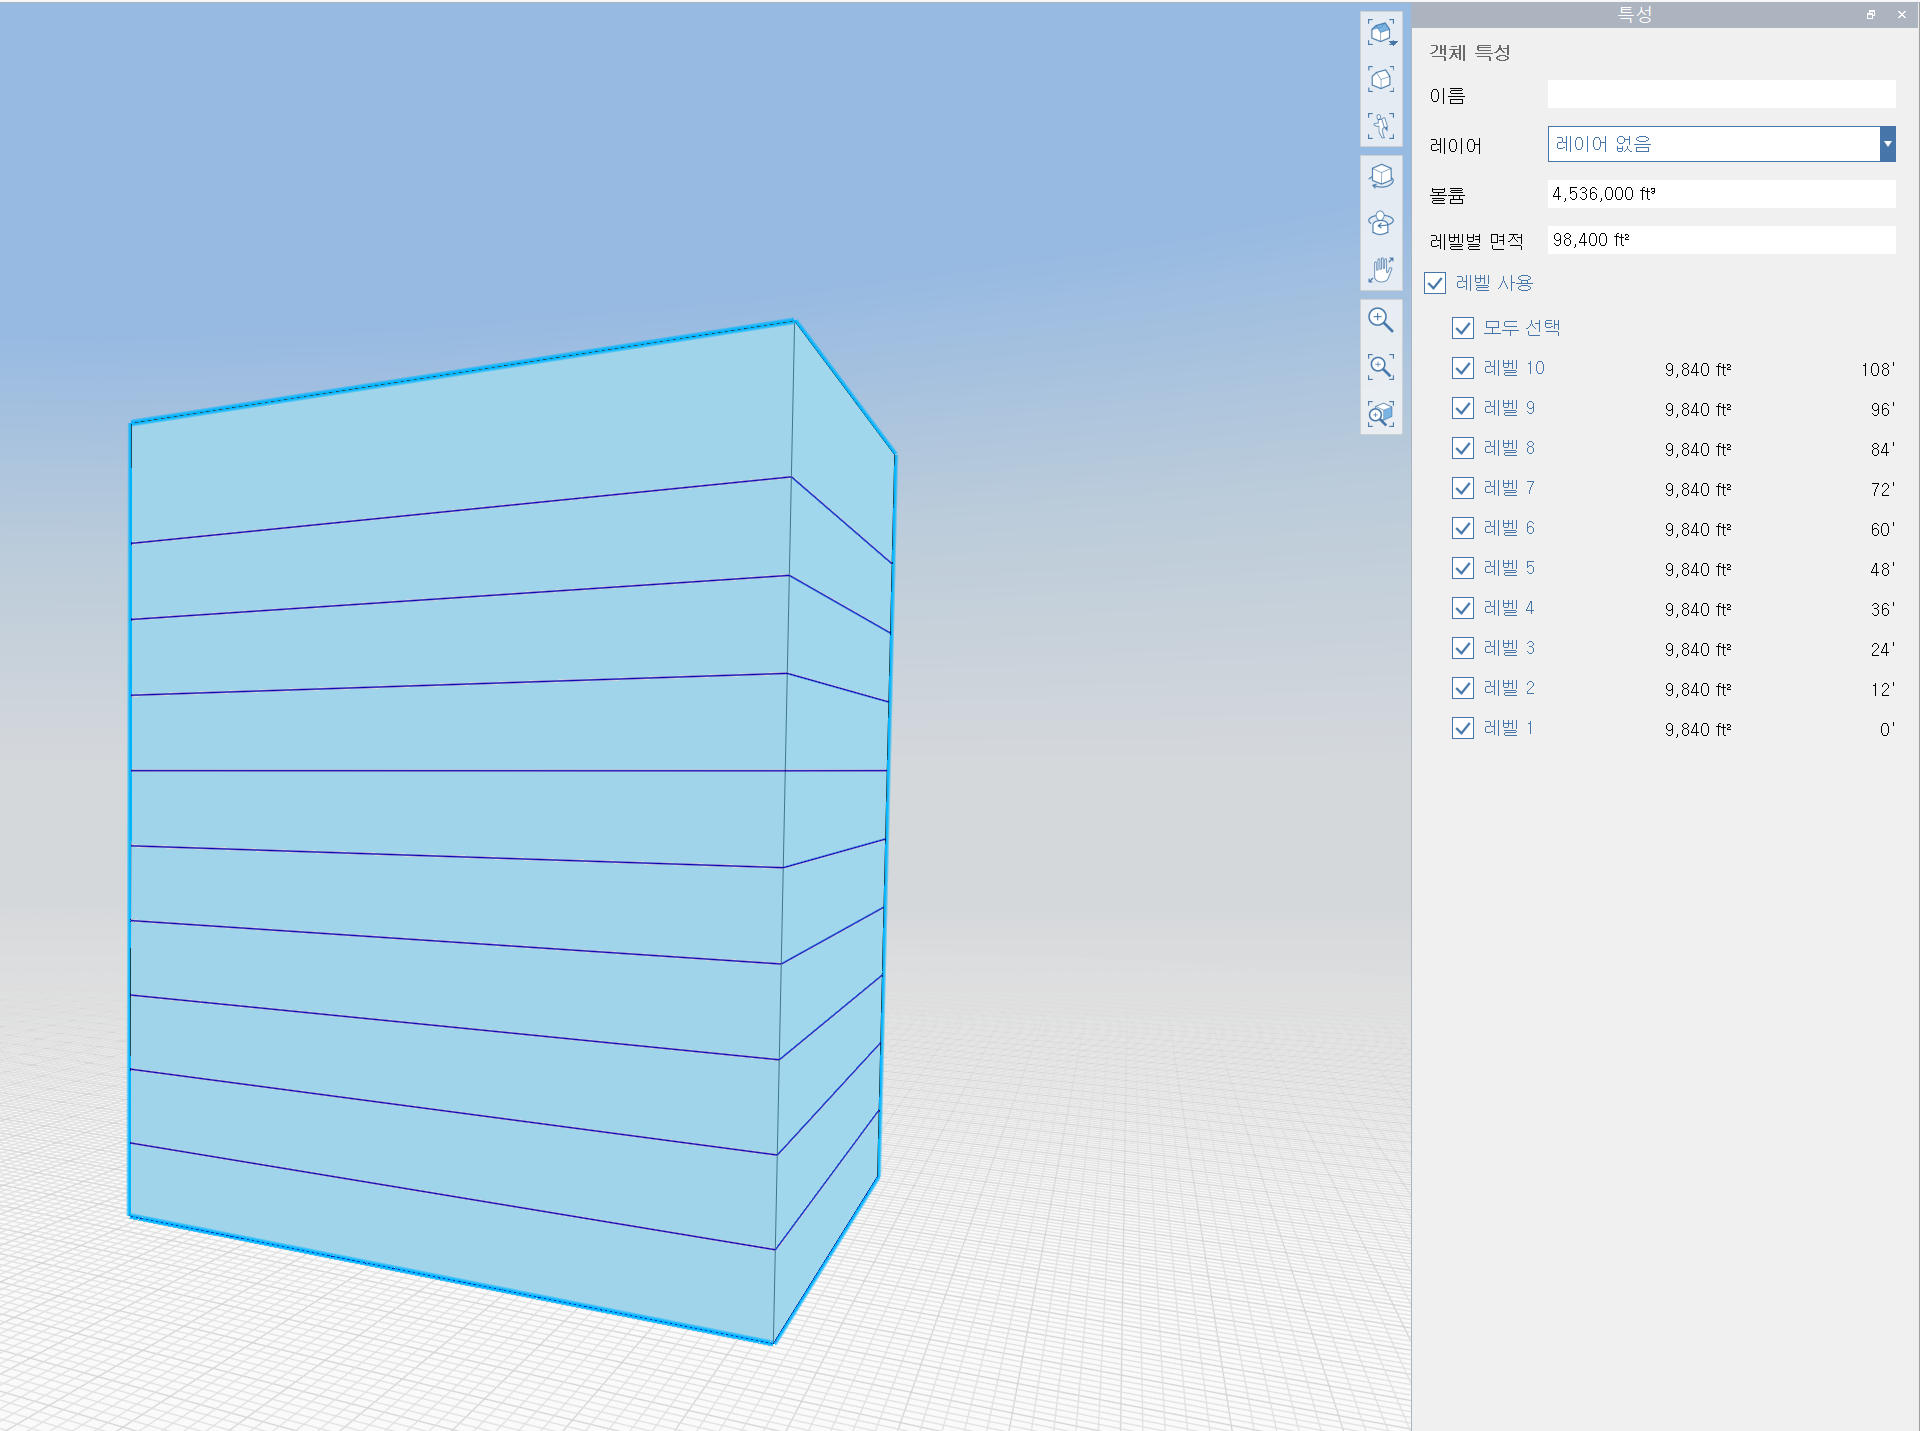 특성
객체 특성
이름
레이어 레이어 없음
볼륨 4,536,000 ft³
레벨별 면적 98,400 ft²
레벨 사용
모두 선택
레벨 10 9,840 ft² 108'
레벨 9 9,840 ft² 96'
레벨 8 9,840 ft² 84'
레벨 7 9,840 ft² 72'
레벨 6 9,840 ft² 60'
레벨 5 9,840 ft² 48'
레벨 4 9,840 ft² 36'
레벨 3 9,840 ft² 24'
레벨 2 9,840 ft² 12'
레벨 1 9,840 ft² 0'